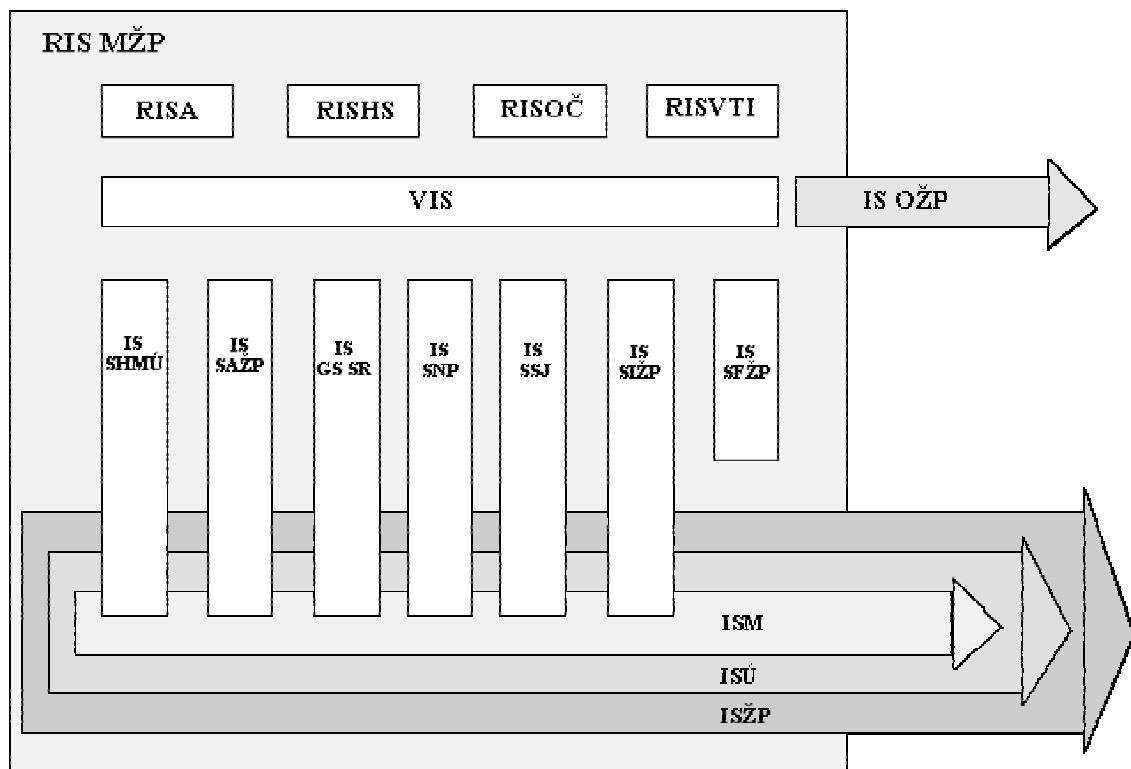 RIS MŽP
RISA
RISHS
RISOČ
RISVTI
VIS
IS OŽP
IS
SHMÚ
IS
SAŽP
IS
GS SR
IS
SNP
IS
SSJ
IS
SIŽP
IS
SFŽP
ISM
ISÚ
ISŽP